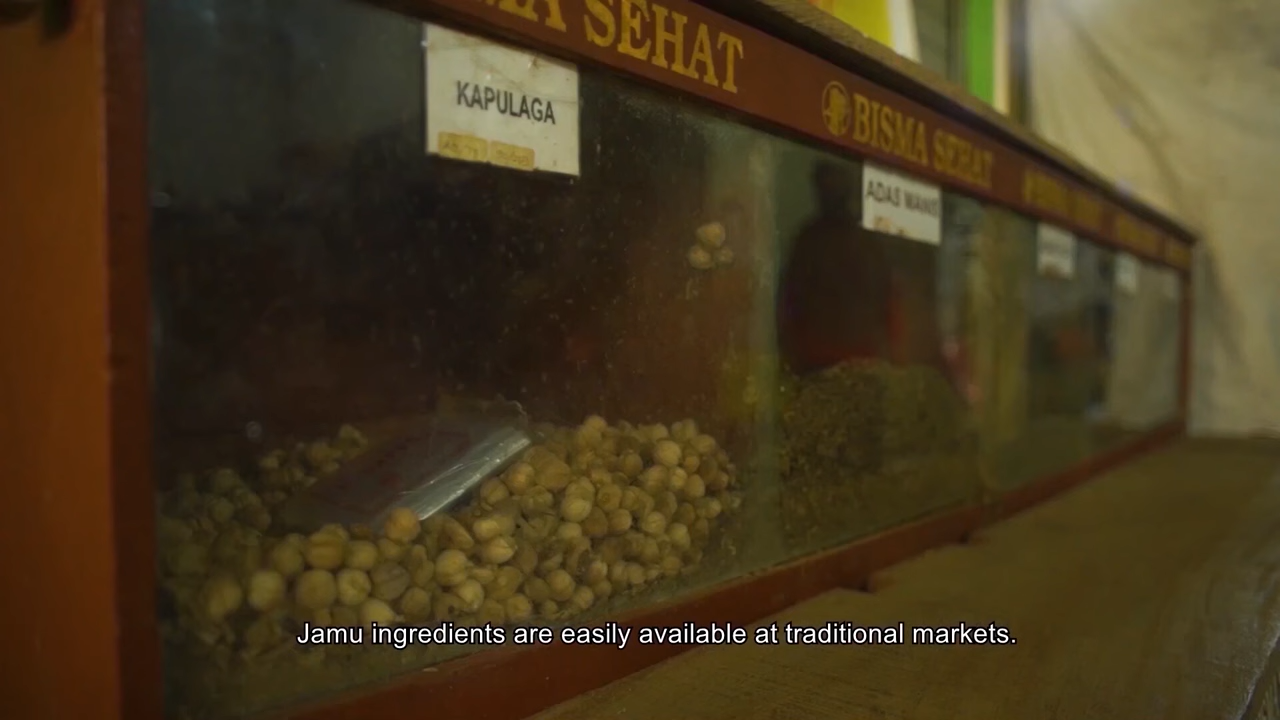 SEHAT
KAPULAGA
BISMA SEHAT
ADAS MANIS
Jamu ingredients are easily available at traditional markets.